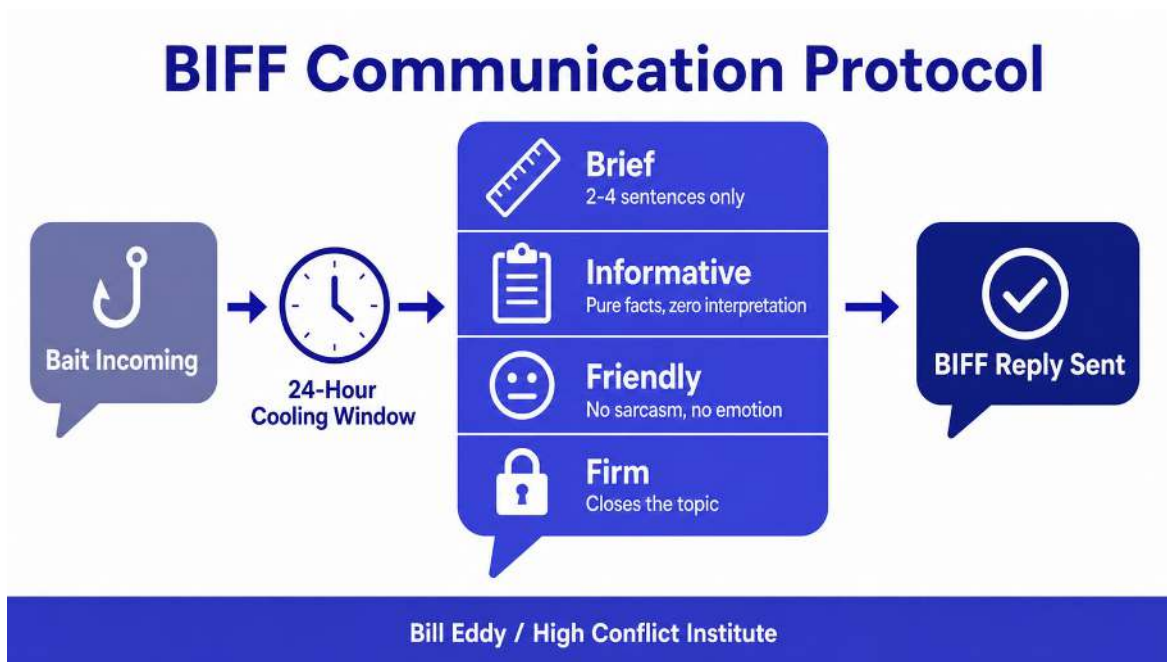 BIFF Communication Protocol
Bait Incoming
24-Hour
Cooling Window
Brief
2-4 sentences only
Informative
Pure facts, zero interpretation
Friendly
No sarcasm, no emotion
Firm
Closes the topic
BIFF Reply Sent
Bill Eddy / High Conflict Institute